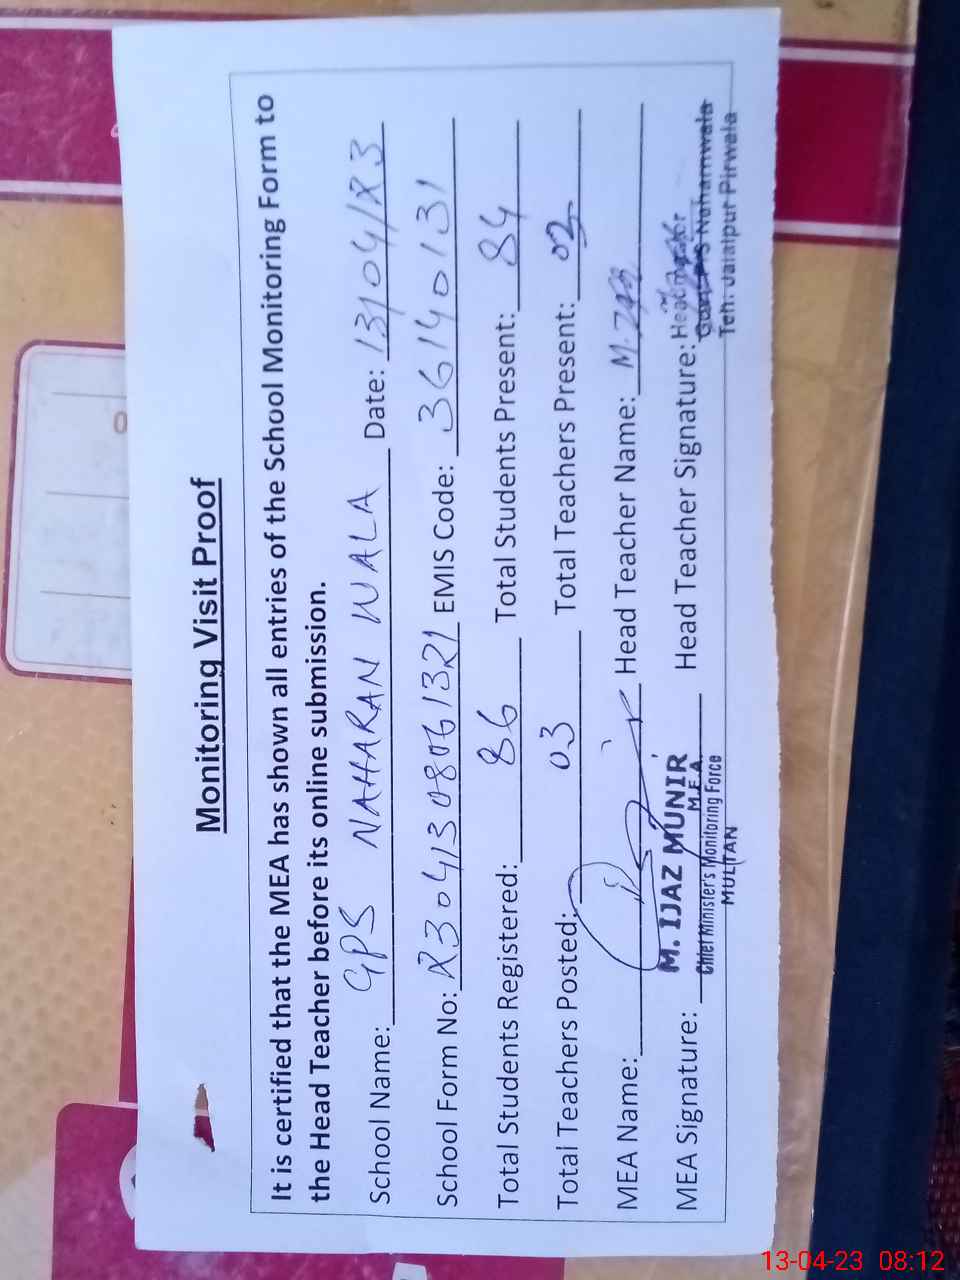 Monitoring Visit Proof
It is certified that the MEA has shown all entries of the School Monitoring Form to
the Head Teacher before its online submission.
School Name: GPS NAHARAN WALA Date: 13/04/23
School Form No: R3041308061321 EMIS Code: 36140131
Total Students Registered: 86 Total Students Present: 84
Total Teachers Posted: 03 Total Teachers Present: 02
MEA Name: Head Teacher Name: M.
MEA Signature: Head Teacher Signature:
M. IJAZ MUNIR
M.E.A.
Chief Minister's Monitoring Force
MULTAN
Naharnwala
Teh: Jalalpur Pirwala
13-04-23 08:12